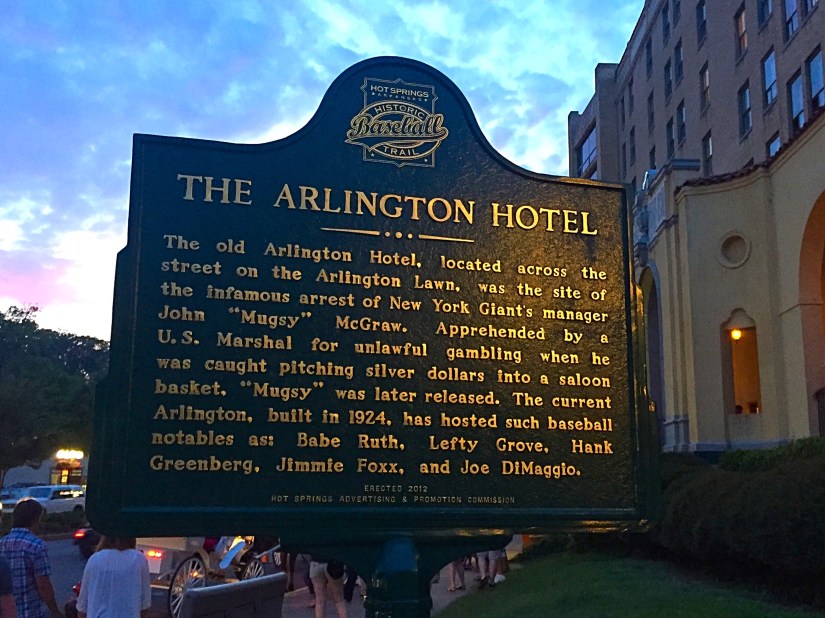 HOT SPRINGS
ARKANSAS
HISTORIC
Baseball
TRAIL
THE ARLINGTON HOTEL
The old Arlington Hotel, located across the
street on the Arlington Lawn, was the site of
the infamous arrest of New York Giant's manager
John "Mugsy" McGraw. Apprehended by a
U.S. Marshal for unlawful gambling when he
was caught pitching silver dollars into a saloon
basket, "Mugsy" was later released. The current
Arlington, built in 1924, has hosted such baseball
notables as: Babe Ruth, Lefty Grove, Hank
Greenberg, Jimmie Foxx, and Joe DiMaggio.
ERECTED 2012
HOT SPRINGS ADVERTISING & PROMOTION COMMISSION